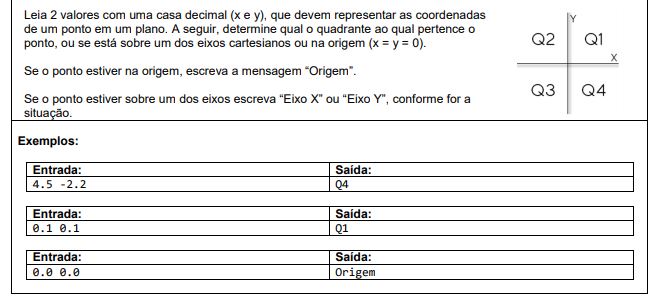 Leia 2 valores com uma casa decimal (x e y), que devem representar as coordenadas
de um ponto em um plano. A seguir, determine qual o quadrante ao qual pertence o
ponto, ou se está sobre um dos eixos cartesianos ou na origem (x = y = 0).
Se o ponto estiver na origem, escreva a mensagem “Origem”.
Se o ponto estiver sobre um dos eixos escreva “Eixo X” ou “Eixo Y”, conforme for a
situação.
Y
Q2 Q1
X
Q3 Q4
Exemplos:
Entrada: Saída:
4.5 -2.2 Q4
Entrada: Saída:
0.1 0.1 Q1
Entrada: Saída:
0.0 0.0 Origem